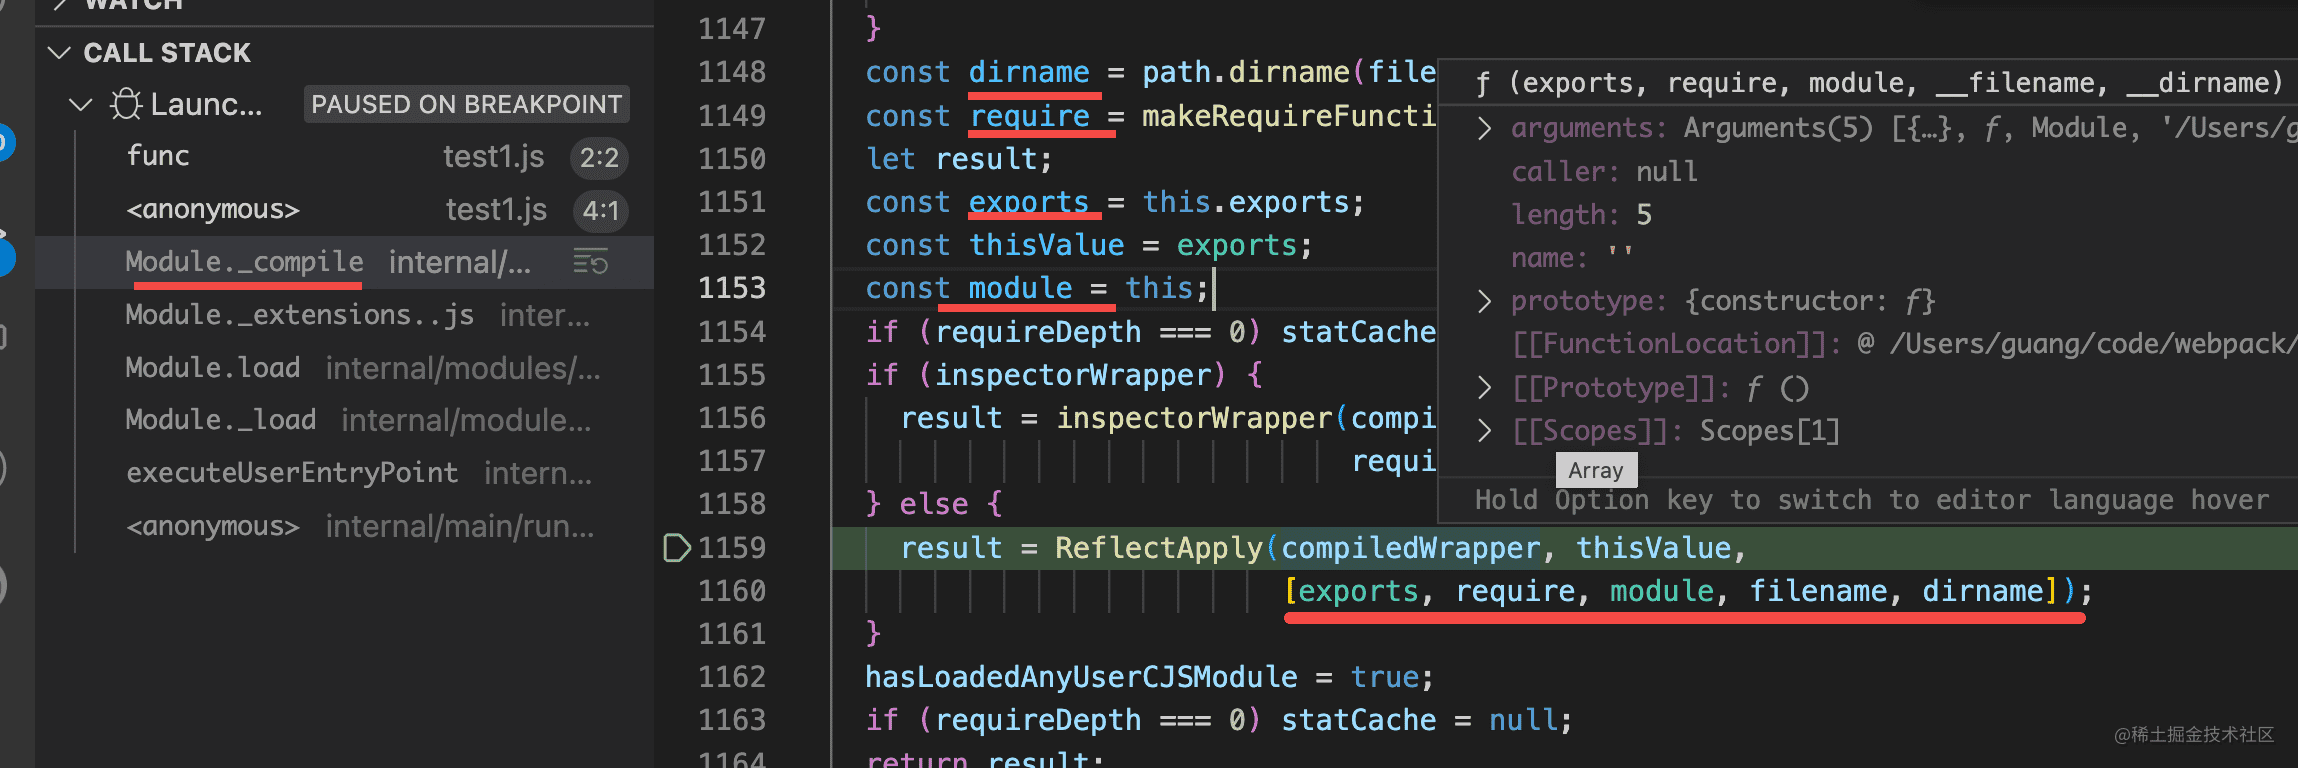 WATCH
CALL STACK
Launc... PAUSED ON BREAKPOINT
func test1.js 2:2
<anonymous> test1.js 4:1
Module._compile internal/...
Module._extensions..js inter...
Module.load internal/modules/...
Module._load internal/module...
executeUserEntryPoint intern...
<anonymous> internal/main/run...
1147 }
1148 const dirname = path.dirname(file
1149 const require = makeRequireFuncti
1150 let result;
1151 const exports = this.exports;
1152 const thisValue = exports;
1153 const module = this;
1154 if (requireDepth === 0) statCache
1155 if (inspectorWrapper) {
1156 result = inspectorWrapper(compi
1157 requi
1158 } else {
1159 result = ReflectApply(compiledWrapper, thisValue,
1160 [exports, require, module, filename, dirname]);
1161 }
1162 hasLoadedAnyUserCJSModule = true;
1163 if (requireDepth === 0) statCache = null;
1164 return result;
ƒ (exports, require, module, __filename, __dirname)
arguments: Arguments(5) [{…}, ƒ, Module, '/Users/g
caller: null
length: 5
name: ''
prototype: {constructor: ƒ}
[[FunctionLocation]]: @ /Users/guang/code/webpack/
[[Prototype]]: ƒ ()
[[Scopes]]: Scopes[1]
Array
Hold Option key to switch to editor language hover
@稀土掘金技术社区